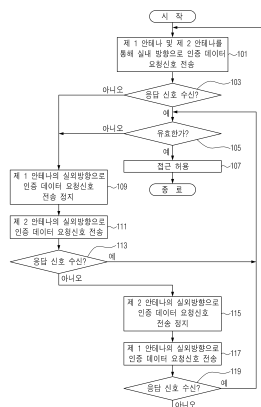 시 작
제 1 안테나 및 제 2 안테나를
통해 실내 방향으로 인증 데이터
요청신호 전송
101
103
아니오
응답 신호 수신?
예
아니오
유효한가?
105
예
접근 허용
107
종 료
제 1 안테나의 실외방향으로
인증 데이터 요청신호
전송 정지
109
제 2 안테나의 실외방향으로
인증 데이터 요청신호 전송
111
113
응답 신호 수신?
예
아니오
제 2 안테나의 실외방향으로
인증 데이터 요청신호
전송 정지
115
제 1 안테나의 실외방향으로
인증 데이터 요청신호 전송
117
119
응답 신호 수신?
예
아니오